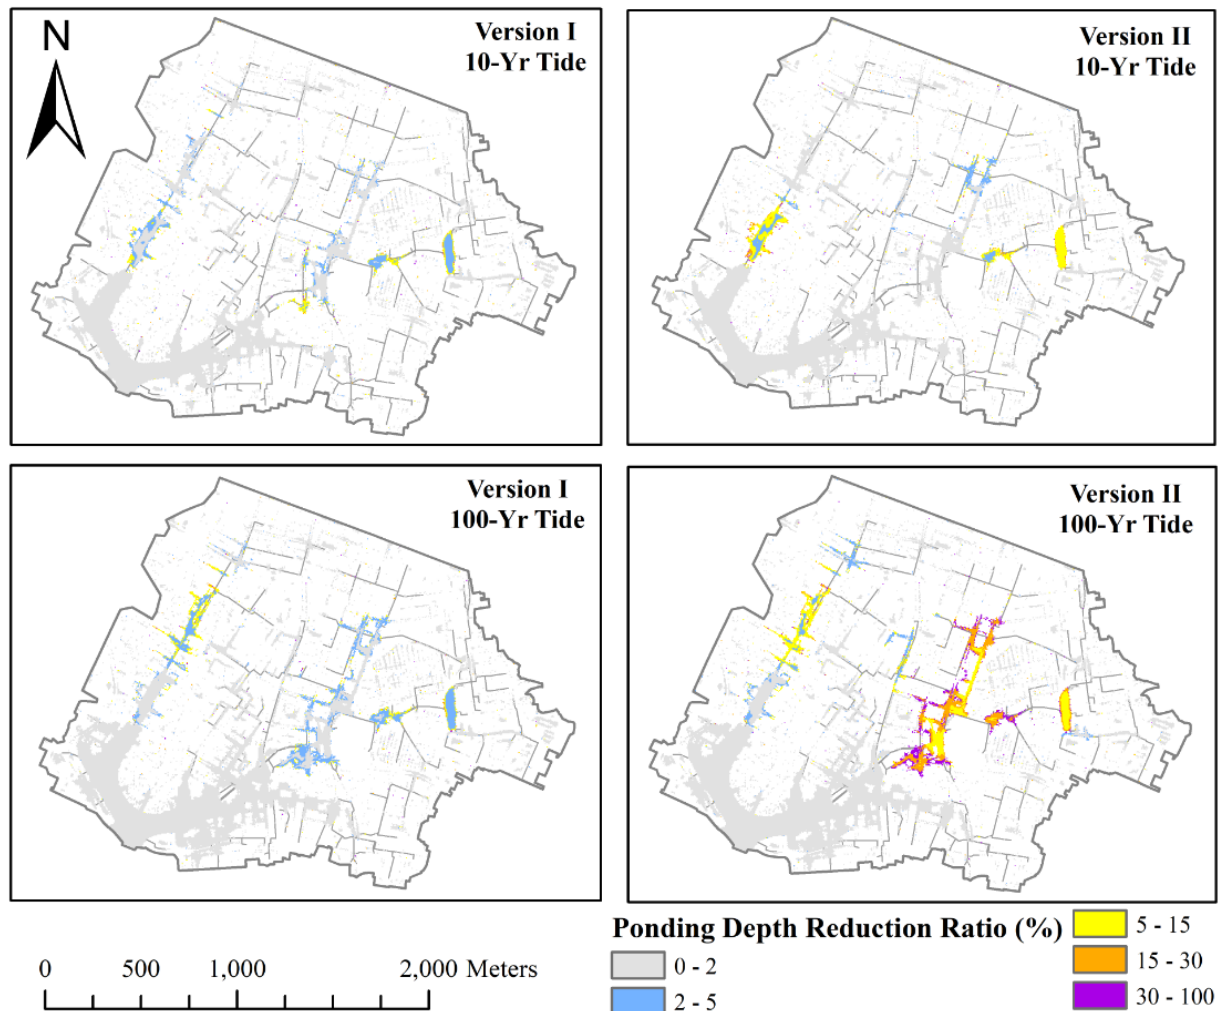 N
Version I
10-Yr Tide
Version II
10-Yr Tide
Version I
100-Yr Tide
Version II
100-Yr Tide
Ponding Depth Reduction Ratio (%)
0 - 2
2 - 5
5 - 15
15 - 30
30 - 100
0 500 1,000 2,000 Meters